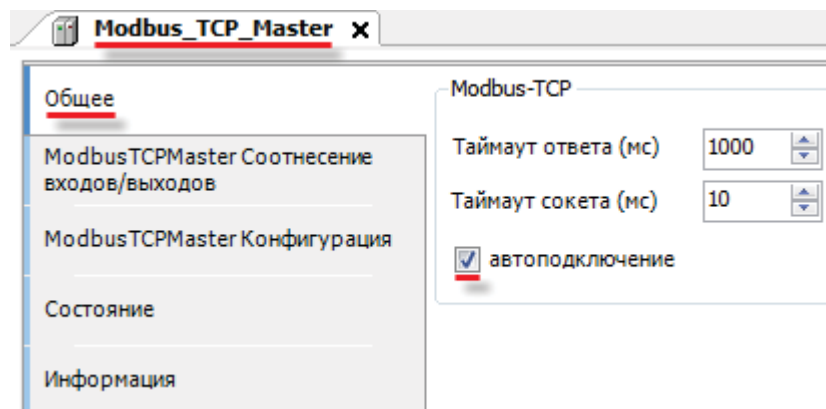 Modbus_TCP_Master
Общее
ModbusTCPMaster Соотнесение
входов/выходов
ModbusTCPMaster Конфигурация
Состояние
Информация
Modbus-TCP
Таймаут ответа (мс) 1000
Таймаут сокета (мс) 10
автоподключение